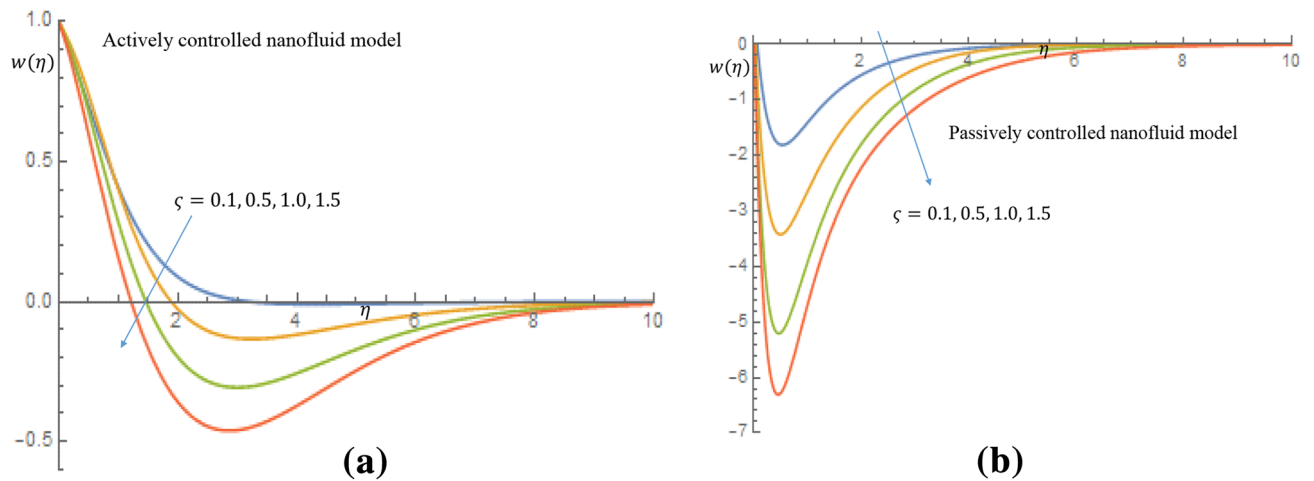 1.0
Actively controlled nanofluid model
w(η)
0.5
ς = 0.1, 0.5, 1.0, 1.5
0.0
η
2 4 6 8 10
−0.5
(a)
0
η
2 4 6 8 10
w(η)
−1
Passively controlled nanofluid model
−2
−3
ς = 0.1, 0.5, 1.0, 1.5
−4
−5
−6
−7
(b)